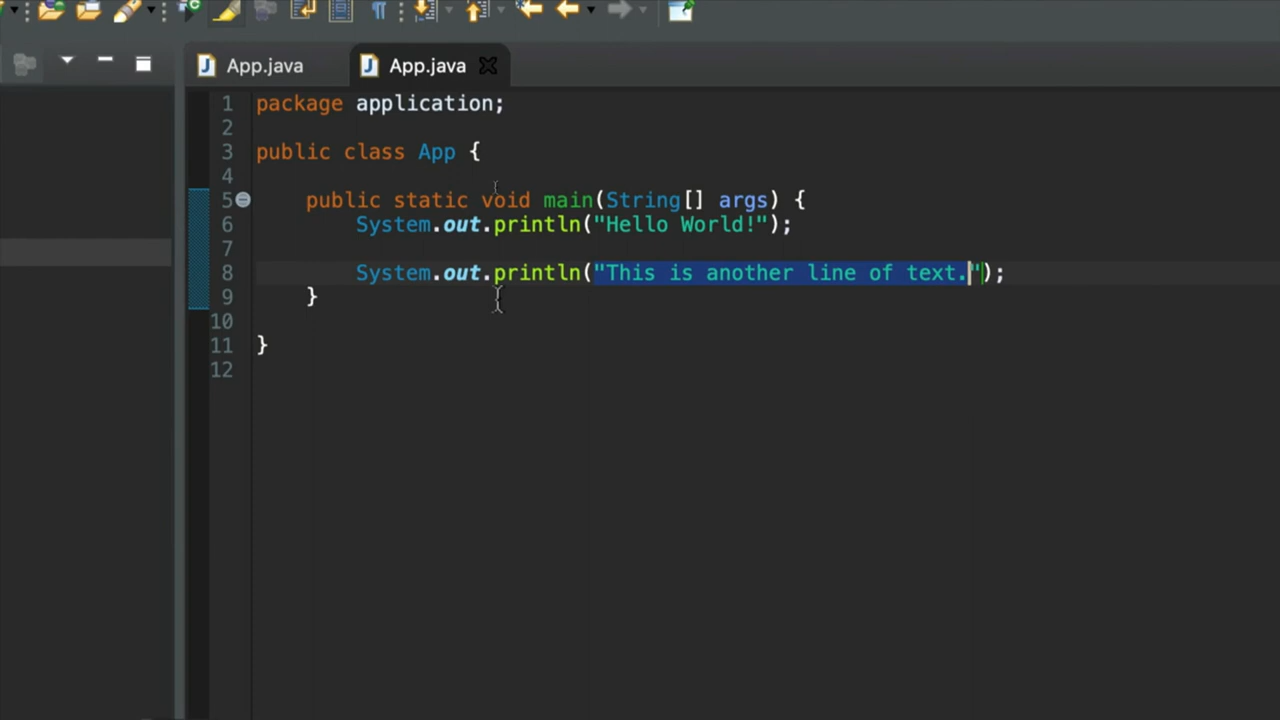 App.java App.java
1 package application;
2
3 public class App {
4
5 public static void main(String[] args) {
6 System.out.println("Hello World!");
7
8 System.out.println("This is another line of text.");
9 }
10
11 }
12